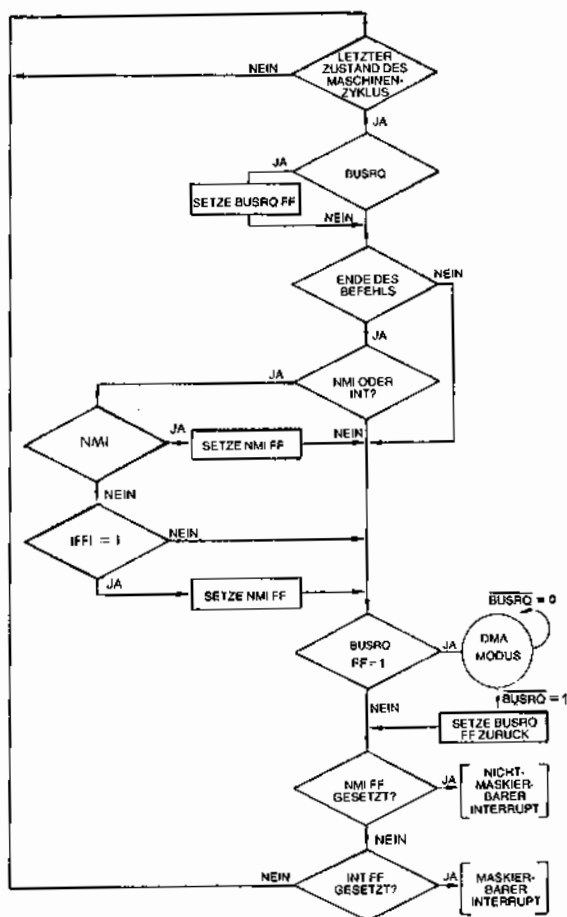 LETZTER
ZUSTAND DES
MASCHINEN-
ZYKLUS
NEIN
JA
BUSRQ
JA
SETZE BUSRQ FF
NEIN
ENDE DES
BEFEHLS
NEIN
JA
NMI ODER
INT?
JA
NMI
JA
SETZE NMI FF
NEIN
NEIN
IFF1 = 1
NEIN
JA
SETZE NMI FF
BUSRQ
FF=1
JA
DMA
MODUS
BUSRQ = 0
BUSRQ = 1
NEIN
SETZE BUSRQ
FF ZURÜCK
NMI FF
GESETZT?
JA
NICHT-
MASKIER-
BARER
INTERRUPT
NEIN
INT FF
GESETZT?
NEIN
JA
MASKIER-
BARER
INTERRUPT